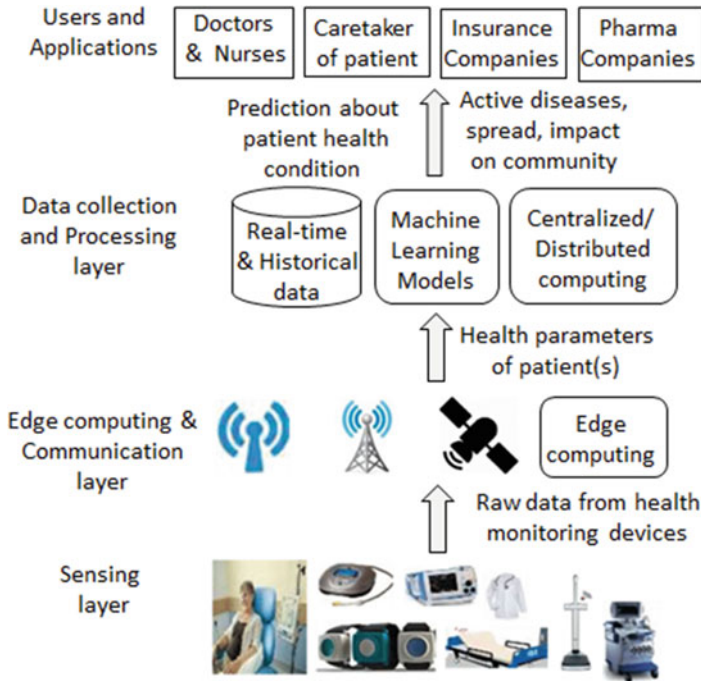 Users and
Applications
Doctors
& Nurses
Caretaker
of patient
Insurance
Companies
Pharma
Companies
Prediction about
patient health
condition
Active diseases,
spread, impact
on community
Data collection
and Processing
layer
Real-time
& Historical
data
Machine
Learning
Models
Centralized/
Distributed
computing
Health parameters
of patient(s)
Edge computing &
Communication
layer
Edge
computing
Raw data from health
monitoring devices
Sensing
layer